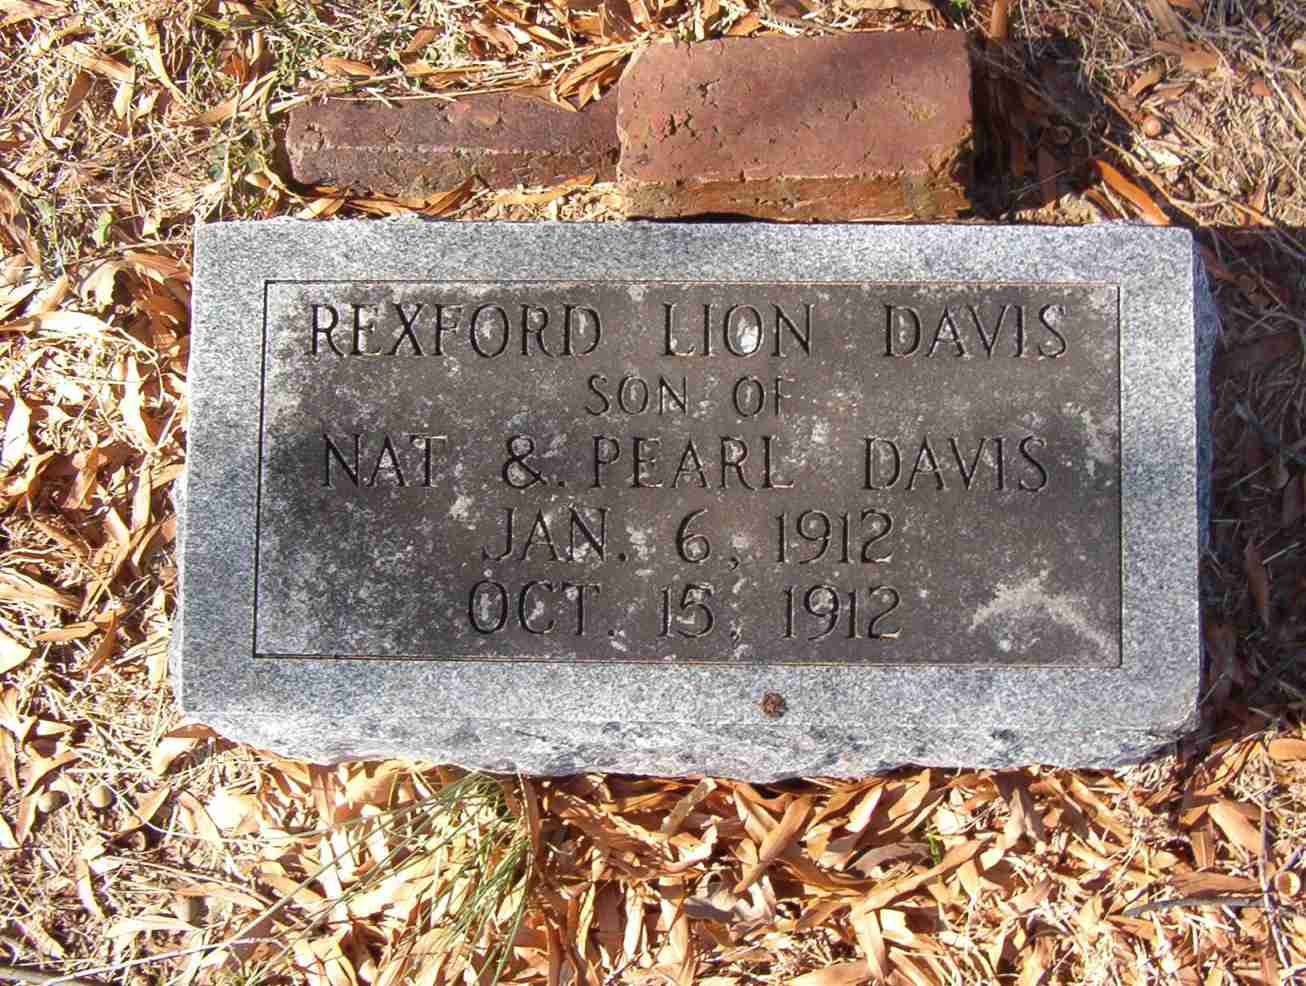 REXFORD LION DAVIS
SON OF
NAT & PEARL DAVIS
JAN. 6, 1912
OCT. 15, 1912